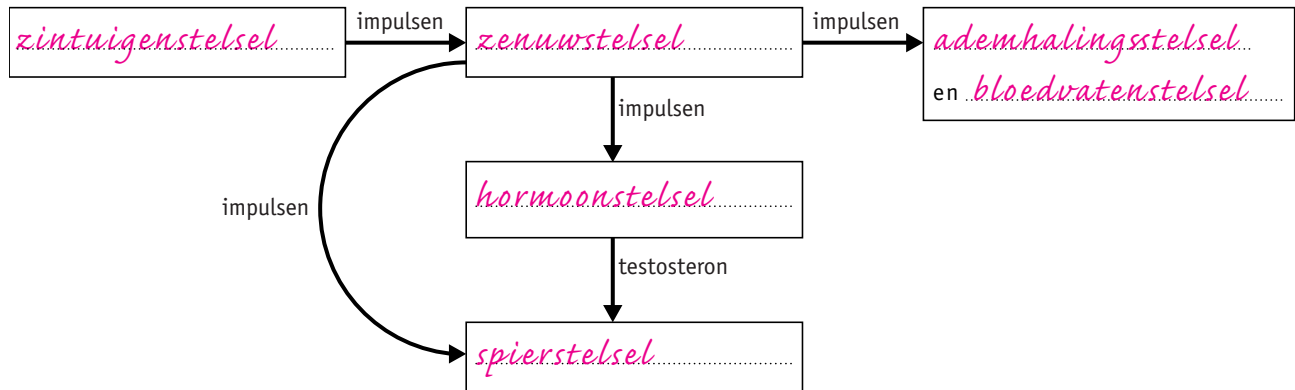 impulsen
impulsen
zintuigenstelsel
zenuwstelsel
ademhalingsstelsel
en bloedvatenstelsel
impulsen
hormoonstelsel
impulsen
testosteron
spierstelsel